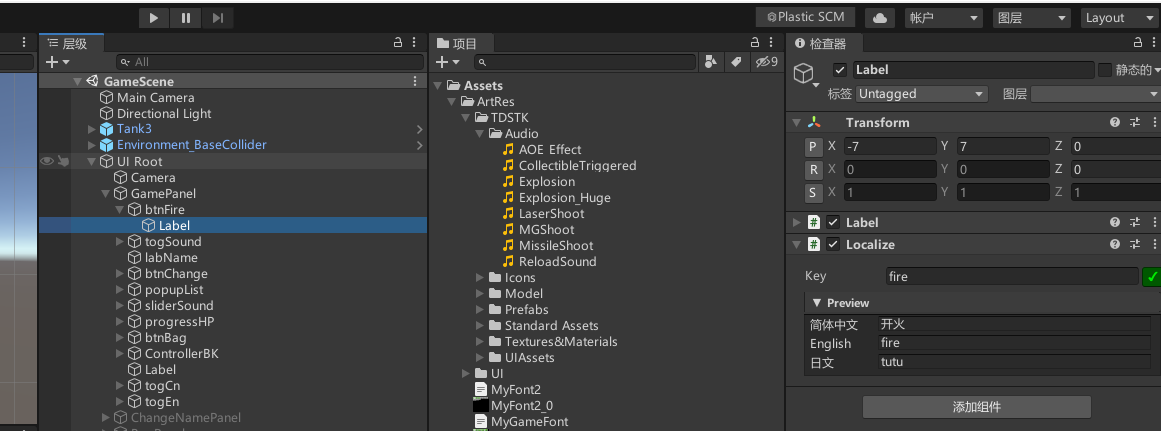 Plastic SCM
帐户
图层
Layout
层级
All
GameScene
Main Camera
Directional Light
Tank3
Environment_BaseCollider
UI Root
Camera
GamePanel
btnFire
Label
togSound
labName
btnChange
popupList
sliderSound
progressHP
btnBag
ControllerBK
Label
togCn
togEn
ChangeNamePanel
项目
9
Assets
ArtRes
TDSTK
Audio
AOE Effect
CollectibleTriggered
Explosion
Explosion_Huge
LaserShoot
MGShoot
MissileShoot
ReloadSound
Icons
Model
Prefabs
Standard Assets
Textures&Materials
UIAssets
UI
MyFont2
MyFont2_0
MyGameFont
检查器
Label 静态的
标签 Untagged 图层
Transform
P X -7 Y 7 Z 0
R X 0 Y 0 Z 0
S X 1 Y 1 Z 1
# Label
# Localize
Key fire
Preview
简体中文 开火
English fire
日文 tutu
添加组件